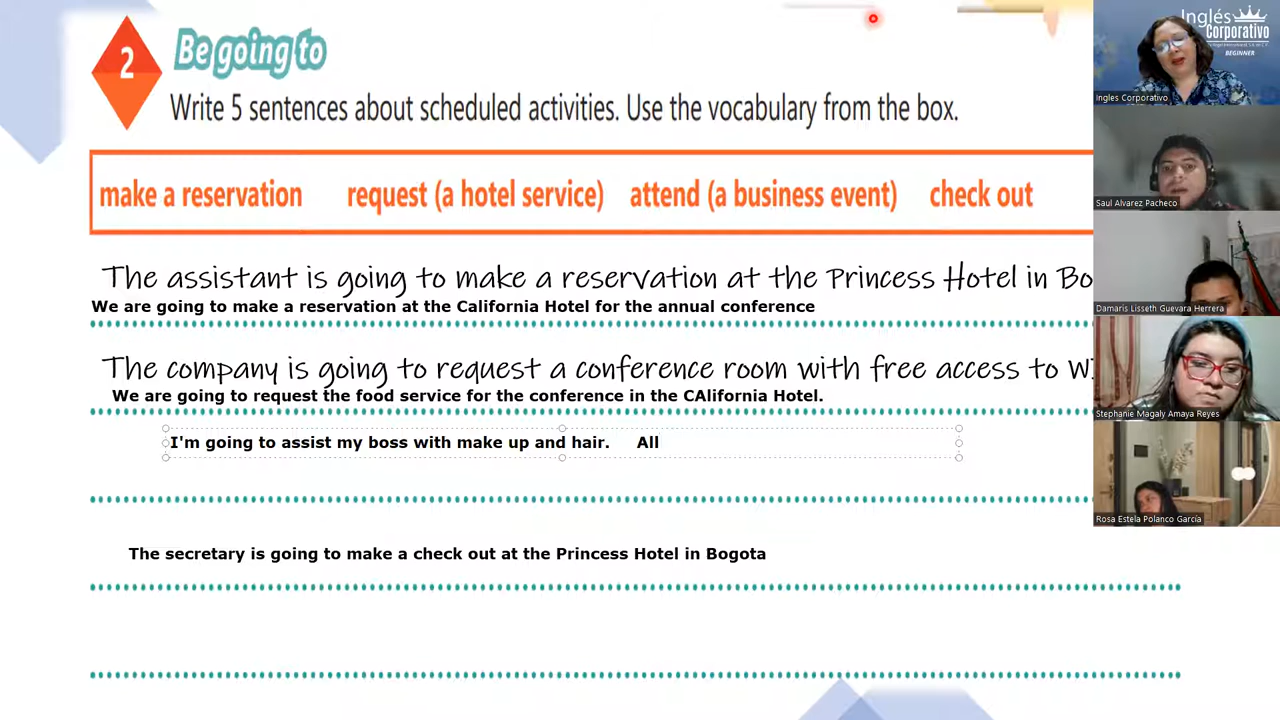 2
Be going to
Write 5 sentences about scheduled activities. Use the vocabulary from the box.
make a reservation request (a hotel service) attend (a business event) check out
The assistant is going to make a reservation at the Princess Hotel in Bo
We are going to make a reservation at the California Hotel for the annual conference
The company is going to request a conference room with free access to W
We are going to request the food service for the conference in the CAlifornia Hotel.
I'm going to assist my boss with make up and hair. All
The secretary is going to make a check out at the Princess Hotel in Bogota
Inglés
Corporativo
BEGINNER
Ingles Corporativo
Saul Alvarez Pacheco
Damaris Lisseth Guevara Herrera
Stephanie Magaly Amaya Reyes
Rosa Estela Polanco García